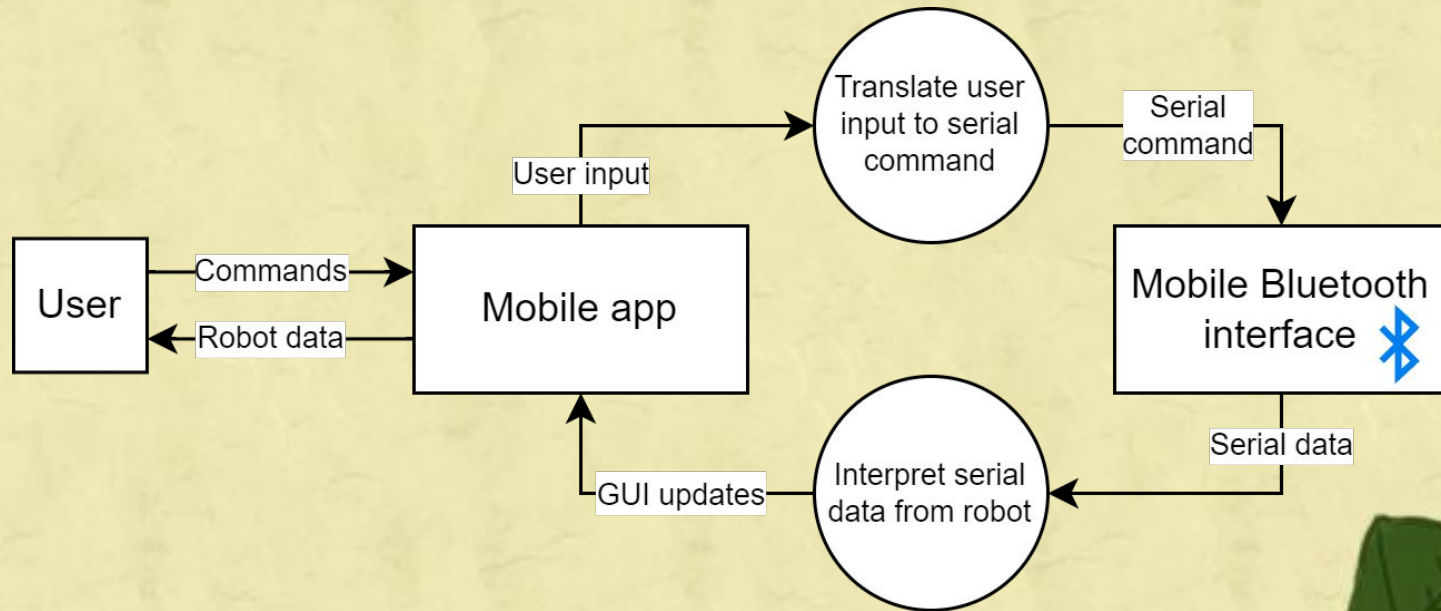 Translate user
input to serial
command
Serial
command
User input
User
Commands
Robot data
Mobile app
Mobile Bluetooth
interface
Serial data
GUI updates
Interpret serial
data from robot